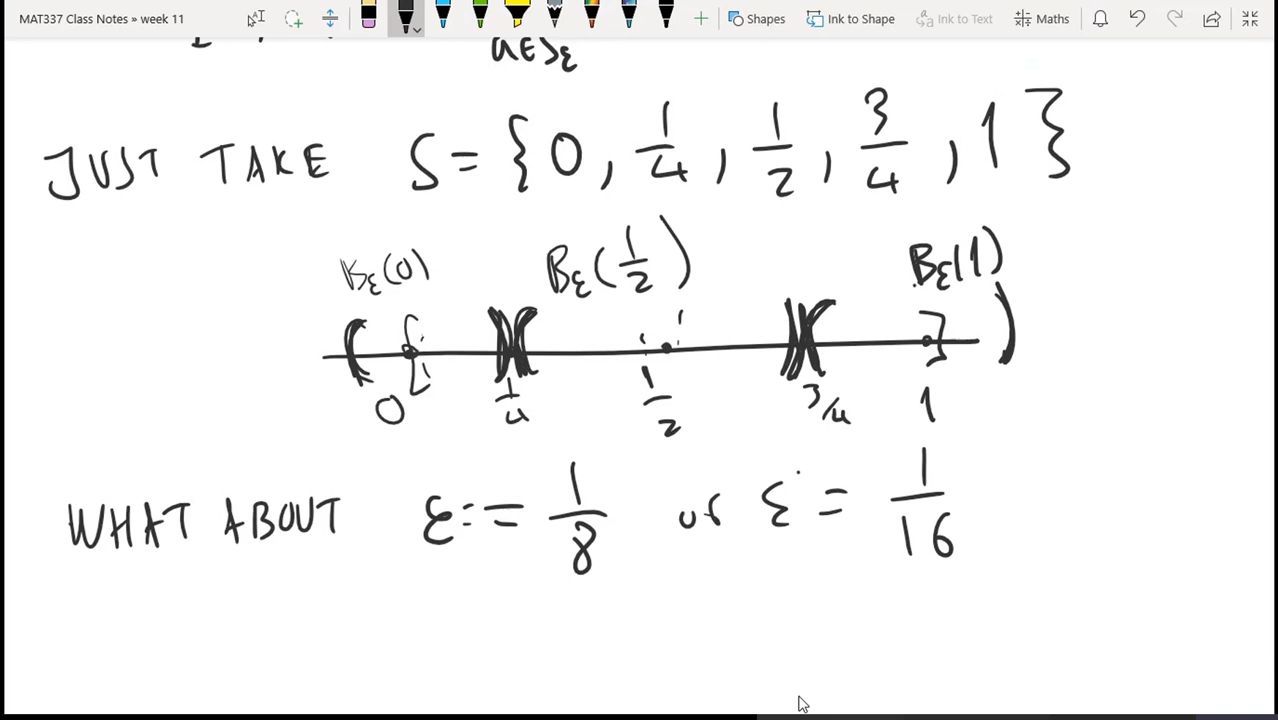 MAT337 Class Notes » week 11
Shapes Ink to Shape Ink to Text Maths
a∈Sε
JUST TAKE S = {0, 1/4, 1/2, 3/4, 1}
Bε(0) Bε(1/2) Bε(1)
0 1/4 1/2 3/4 1
WHAT ABOUT ε = 1/8 or ε = 1/16